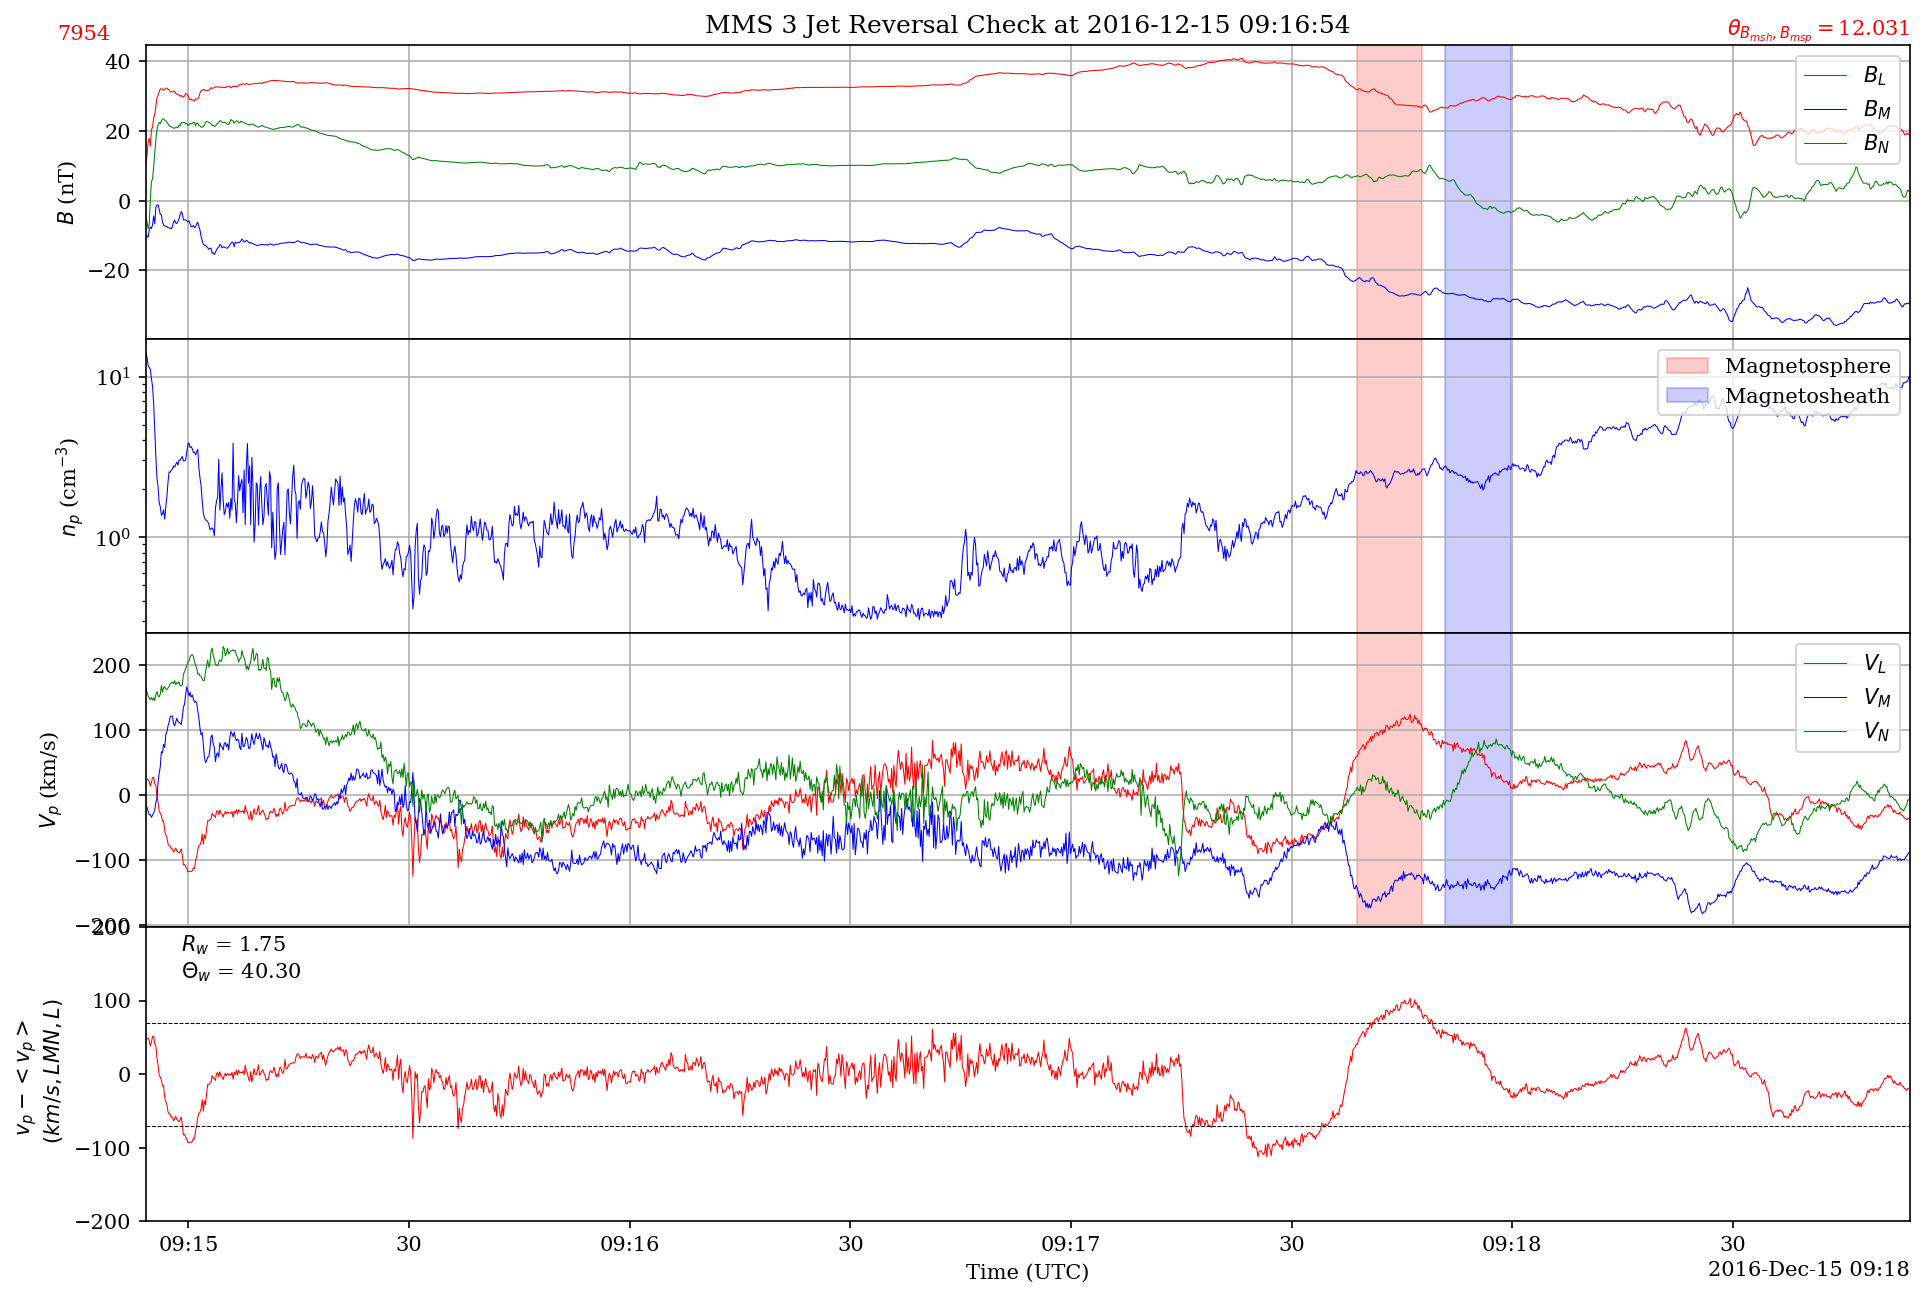 MMS 3 Jet Reversal Check at 2016-12-15 09:16:54
7954
θ_{B_{msh}, B_{msp}} = 12.031
40
20
0
−20
B (nT)
B_L
B_M
B_N
10^1
10^0
n_p (cm^{−3})
Magnetosphere
Magnetosheath
200
100
0
−100
−200
V_p (km/s)
V_L
V_M
V_N
200
100
0
−100
−200
v_p − < v_p >
(km/s, LMN, L)
R_w = 1.75
Θ_w = 40.30
09:15 30 09:16 30 09:17 30 09:18 30
Time (UTC)
2016-Dec-15 09:18